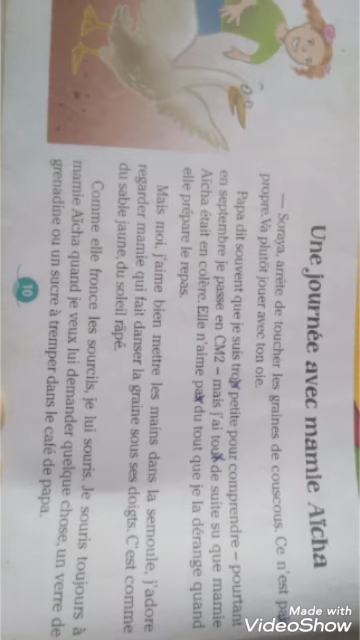 Une journée avec mamie Aïcha
— Soraya, arrête de toucher les graines de couscous. Ce n'est pas
propre. Va plutôt jouer avec ton oie.
Papa dit souvent que je suis trop petite pour comprendre – pourtant
en septembre je passe en CM2 – mais j'ai tout de suite su que mamie
Aïcha était en colère. Elle n'aime pas du tout que je la dérange quand
elle prépare le repas.
Mais moi, j'aime bien mettre les mains dans la semoule, j'adore
regarder mamie qui fait danser la graine sous ses doigts. C'est comme
du sable jaune, du soleil râpé.
Comme elle fronce les sourcils, je lui souris. Je souris toujours à
mamie Aïcha quand je veux lui demander quelque chose, un verre de
grenadine ou un sucre à tremper dans le café de papa.
10
Made with
VideoShow